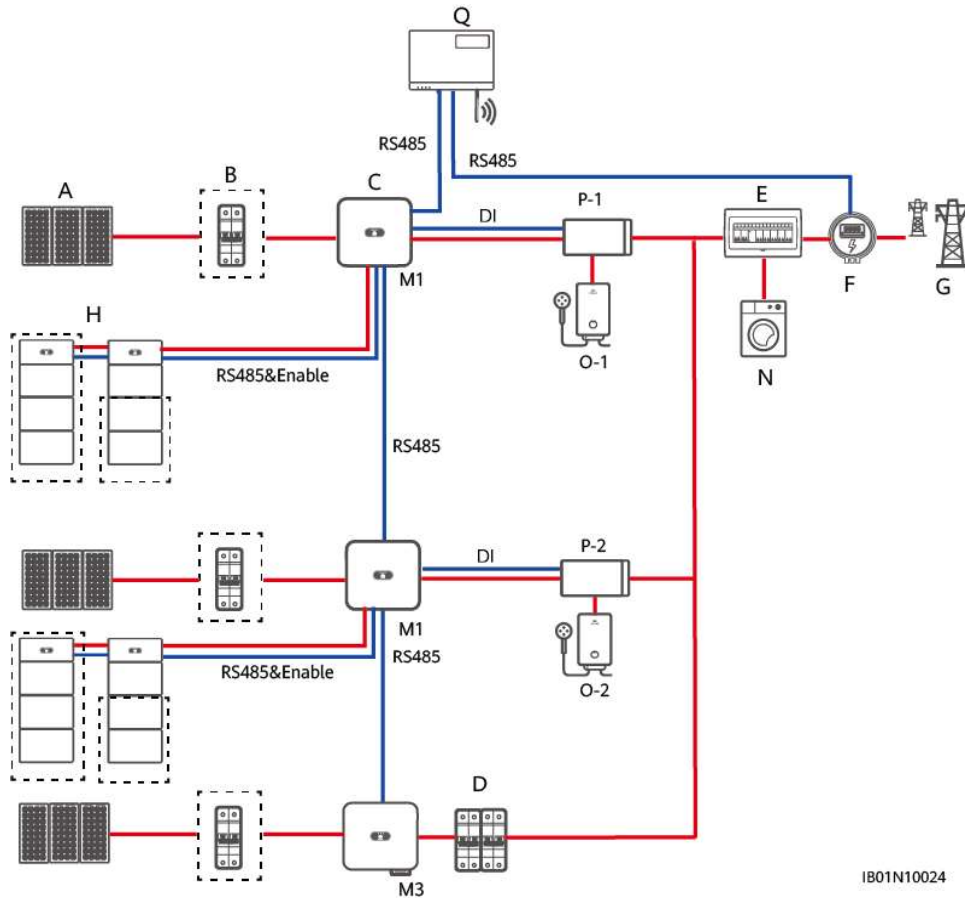 Q
RS485
RS485
A
B
C
DI
P-1
E
M1
F
G
H
O-1
N
RS485&Enable
RS485
DI
P-2
M1
RS485&Enable
RS485
O-2
D
M3
IB01N10024